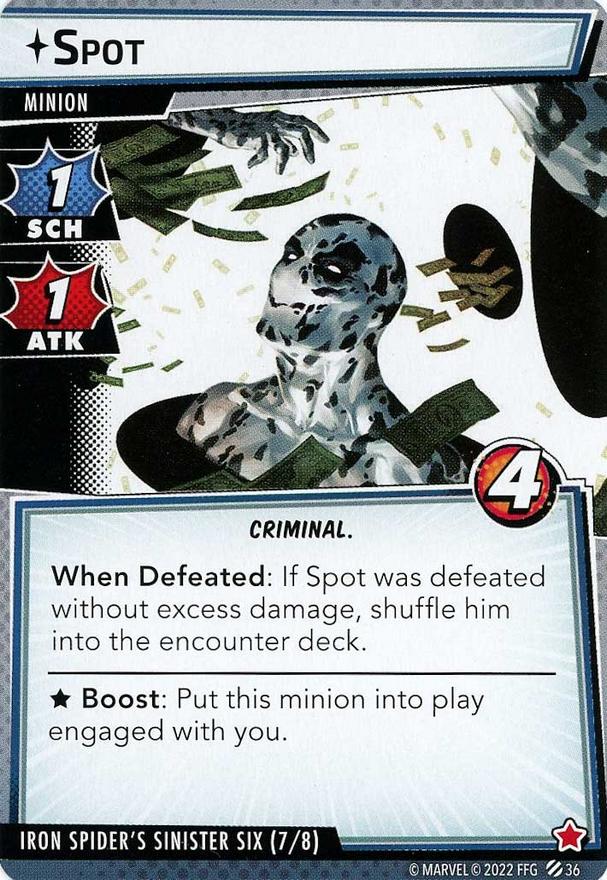 SPOT
MINION
1
SCH
1
ATK
4
CRIMINAL.
When Defeated: If Spot was defeated
without excess damage, shuffle him
into the encounter deck.
★ Boost: Put this minion into play
engaged with you.
IRON SPIDER'S SINISTER SIX (7/8)
© MARVEL © 2022 FFG 36